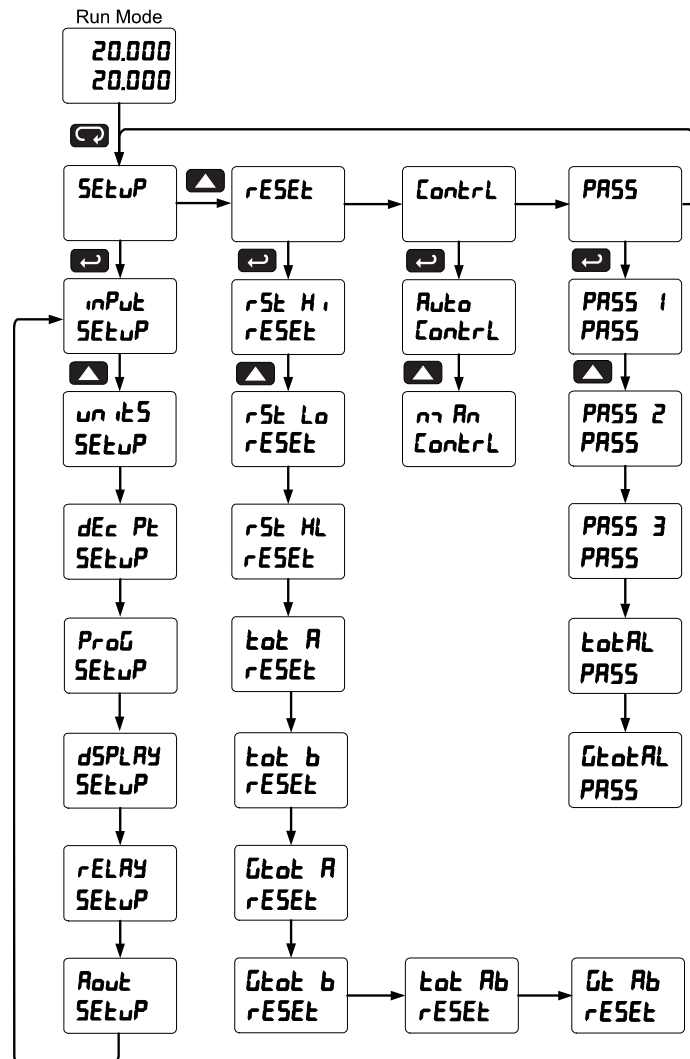 Run Mode
20.000
20.000
SEtuP
rESEt
ContrL
PASS
inPut
SEtuP
rSt Hi
rESEt
Auto
ContrL
PASS 1
PASS
unitS
SEtuP
rSt Lo
rESEt
mAn
ContrL
PASS 2
PASS
dEc Pt
SEtuP
rSt HL
rESEt
PASS 3
PASS
ProG
SEtuP
tot A
rESEt
totAL
PASS
dSPLAY
SEtuP
tot b
rESEt
GtotAL
PASS
rELAY
SEtuP
Gtot A
rESEt
Aout
SEtuP
Gtot b
rESEt
tot Ab
rESEt
Gt Ab
rESEt